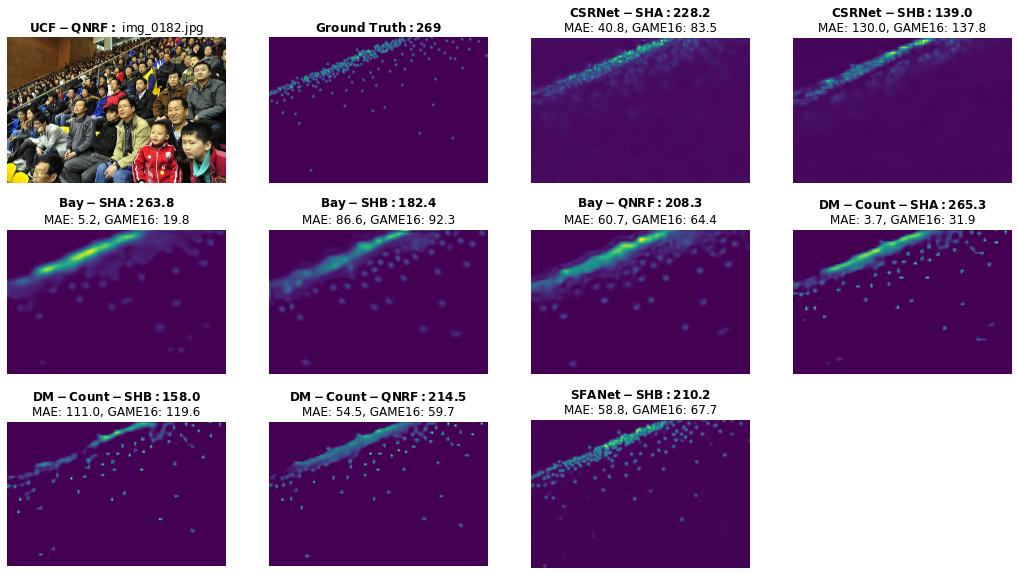 UCF − QNRF: img_0182.jpg
Ground Truth: 269
CSRNet − SHA: 228.2
MAE: 40.8, GAME16: 83.5
CSRNet − SHB: 139.0
MAE: 130.0, GAME16: 137.8
Bay − SHA: 263.8
MAE: 5.2, GAME16: 19.8
Bay − SHB: 182.4
MAE: 86.6, GAME16: 92.3
Bay − QNRF: 208.3
MAE: 60.7, GAME16: 64.4
DM − Count − SHA: 265.3
MAE: 3.7, GAME16: 31.9
DM − Count − SHB: 158.0
MAE: 111.0, GAME16: 119.6
DM − Count − QNRF: 214.5
MAE: 54.5, GAME16: 59.7
SFANet − SHB: 210.2
MAE: 58.8, GAME16: 67.7